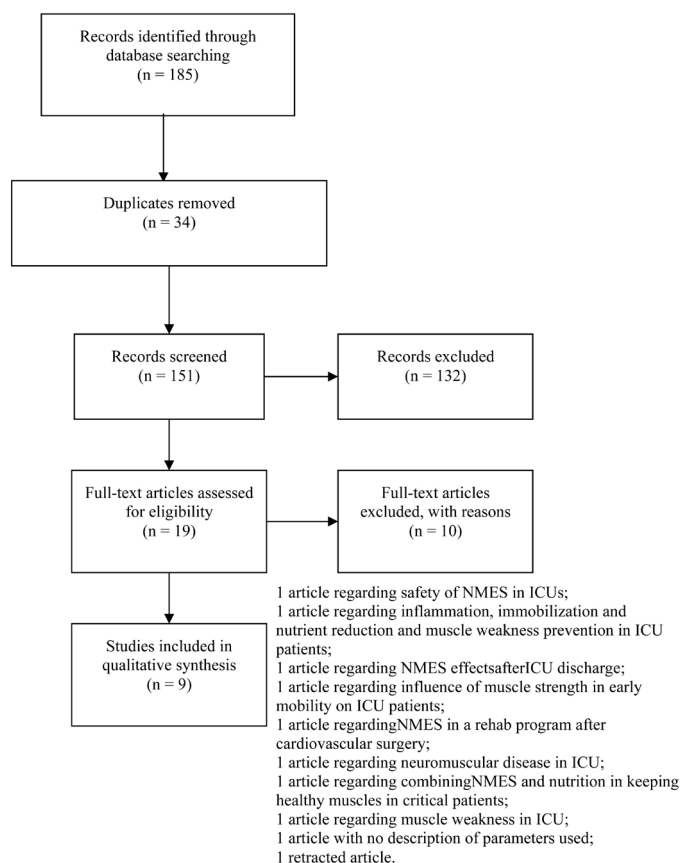 Records identified through
database searching
(n = 185)
Duplicates removed
(n = 34)
Records screened
(n = 151)
Records excluded
(n = 132)
Full-text articles assessed
for eligibility
(n = 19)
Full-text articles
excluded, with reasons
(n = 10)
Studies included in
qualitative synthesis
(n = 9)
1 article regarding safety of NMES in ICUs;
1 article regarding inflammation, immobilization and
nutrient reduction and muscle weakness prevention in ICU
patients;
1 article regarding NMES effectsafterICU discharge;
1 article regarding influence of muscle strength in early
mobility on ICU patients;
1 article regardingNMES in a rehab program after
cardiovascular surgery;
1 article regarding neuromuscular disease in ICU;
1 article regarding combiningNMES and nutrition in keeping
healthy muscles in critical patients;
1 article regarding muscle weakness in ICU;
1 article with no description of parameters used;
1 retracted article.